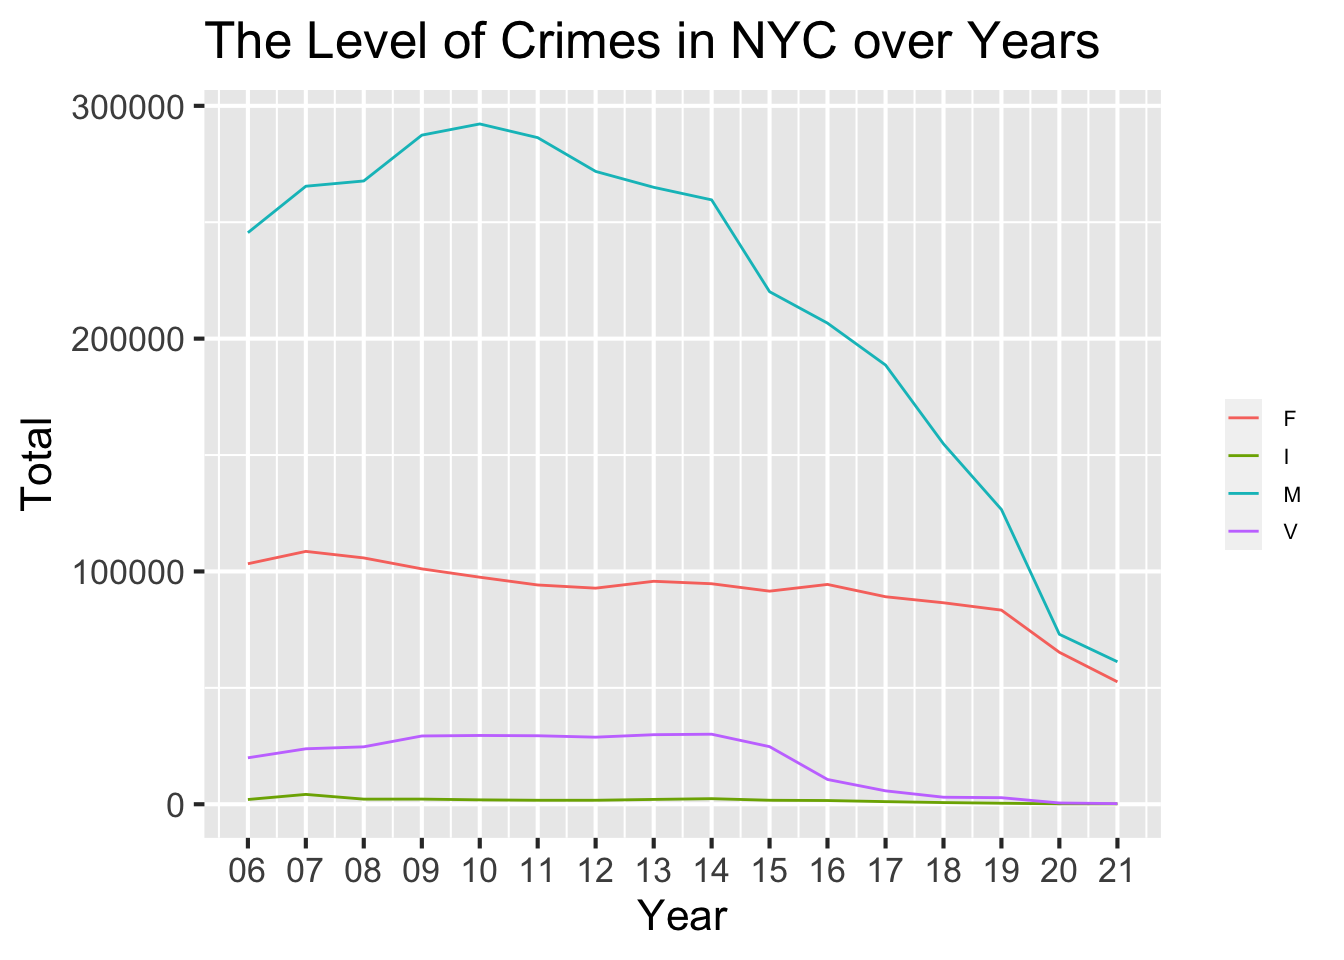 The Level of Crimes in NYC over Years
300000
200000
100000
0
Total
06 07 08 09 10 11 12 13 14 15 16 17 18 19 20 21
Year
F
I
M
V